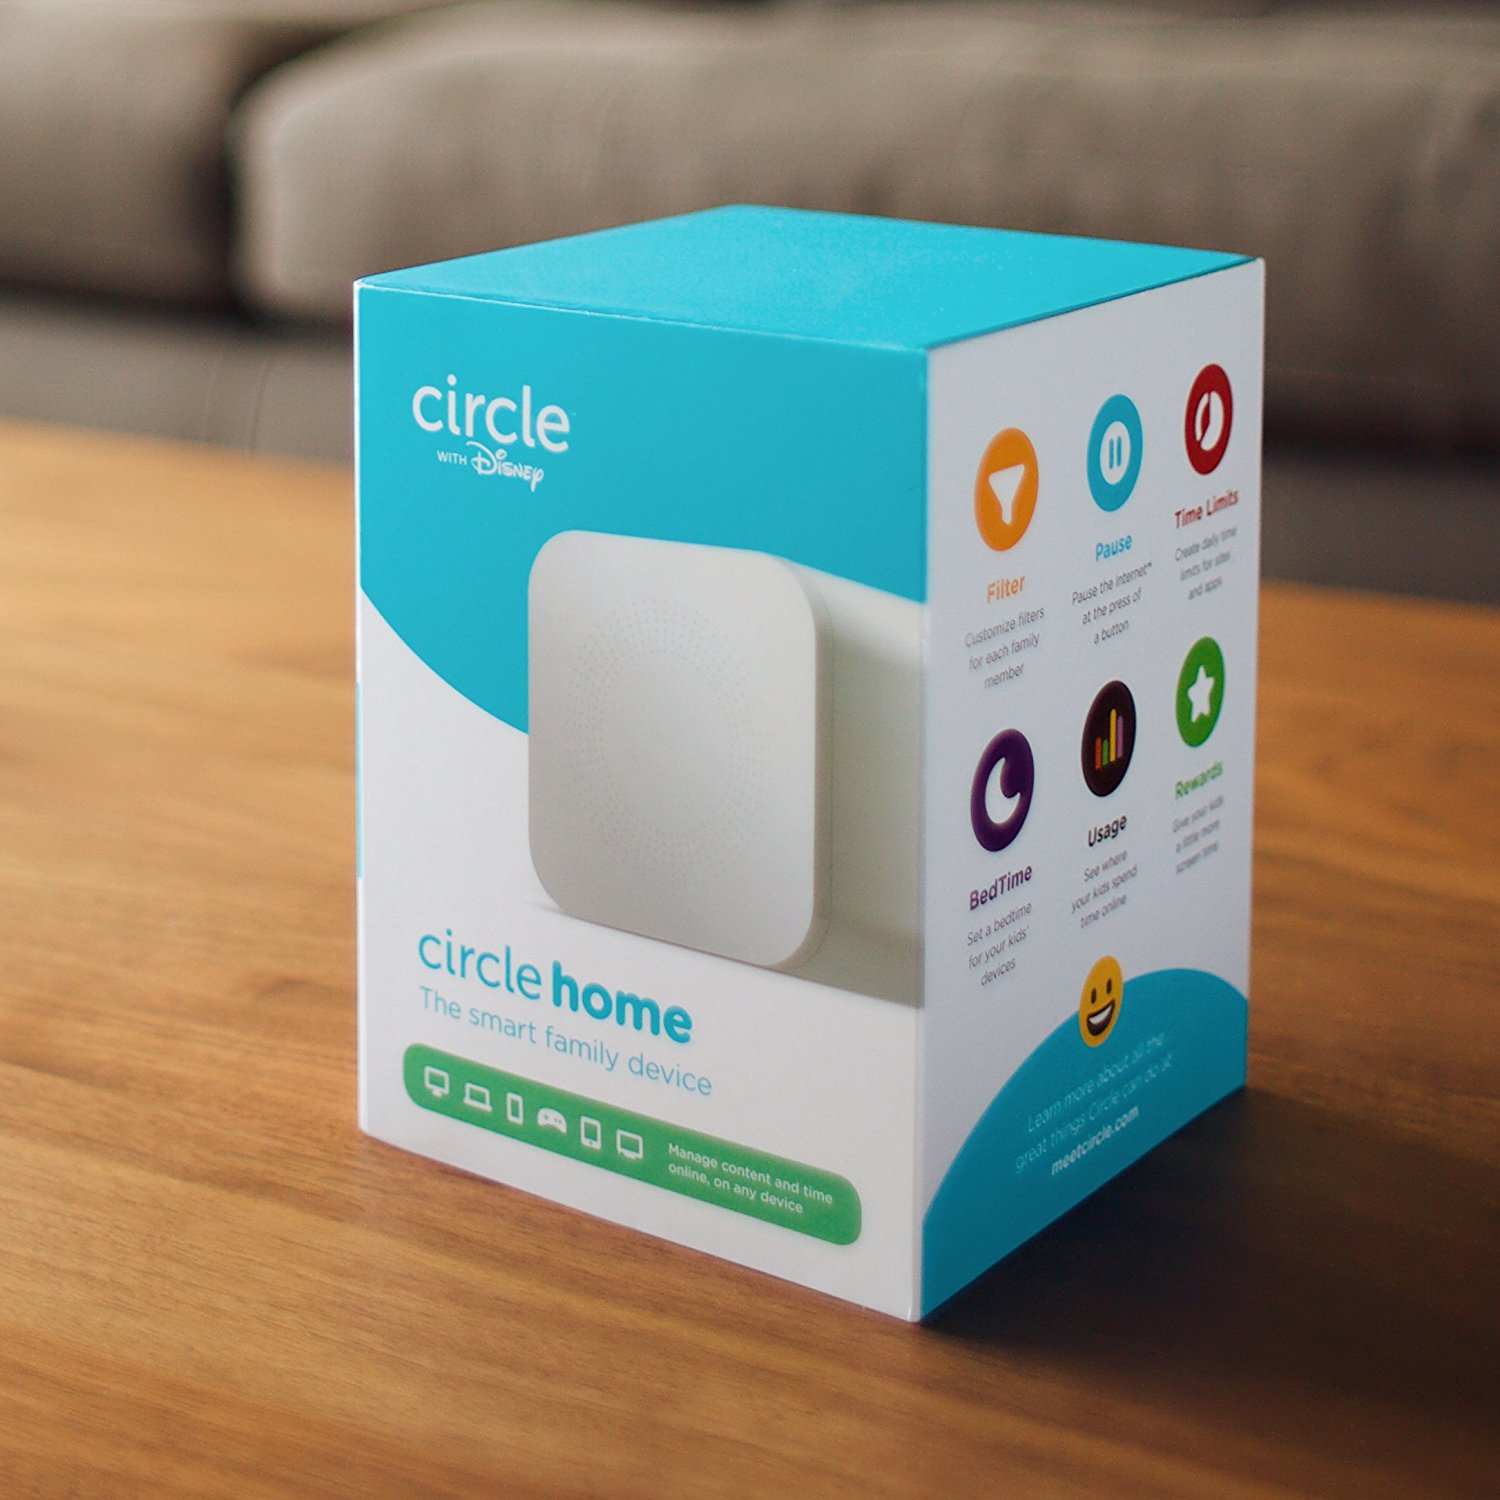 circle
WITH Disney
circle home
The smart family device
Manage content and time
online, on any device
Filter
Customize filters
for each family
member
Pause
Pause the Internet™
at the press of
a button
Time Limits
Create daily time
limits for sites
and apps
BedTime
Set a bedtime
for your kids'
devices
Usage
See where
your kids spend
time online
Rewards
Give your kids
a little more
screen time
Learn more about all the
great things Circle can do at
meetcircle.com